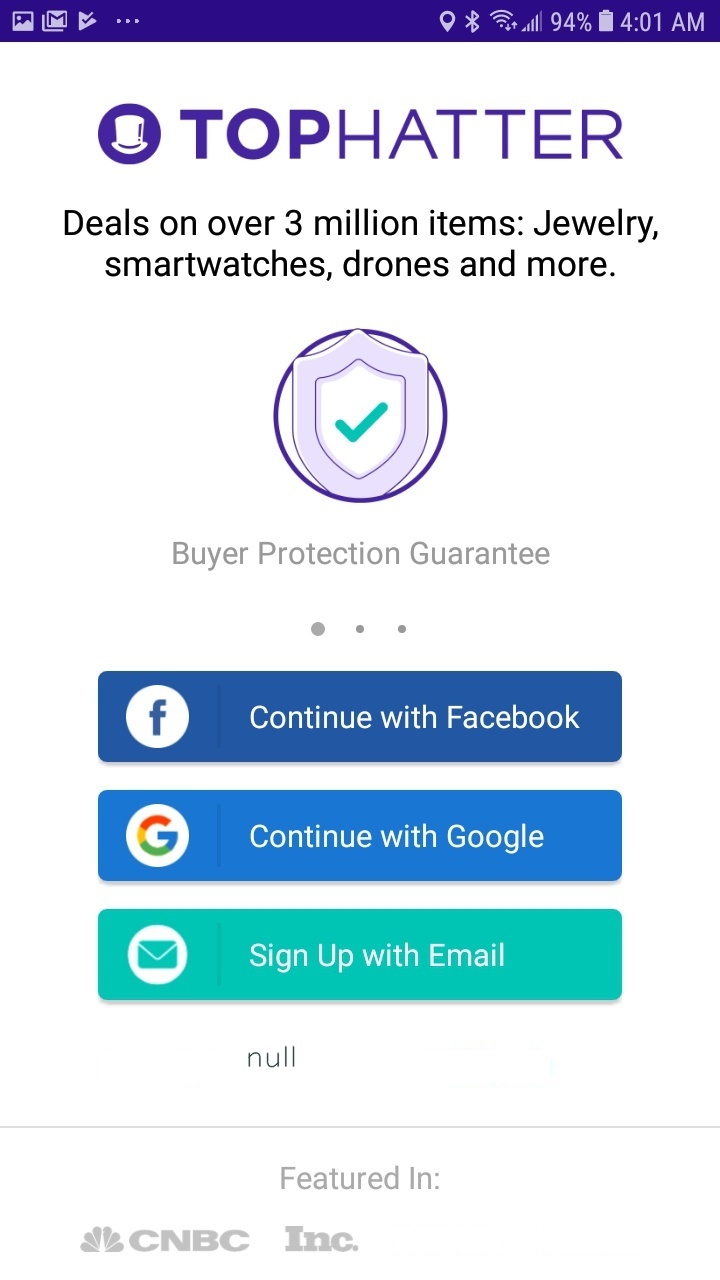 94% 4:01 AM
TOPHATTER
Deals on over 3 million items: Jewelry,
smartwatches, drones and more.
Buyer Protection Guarantee
Continue with Facebook
Continue with Google
Sign Up with Email
null
Featured In:
CNBC Inc.